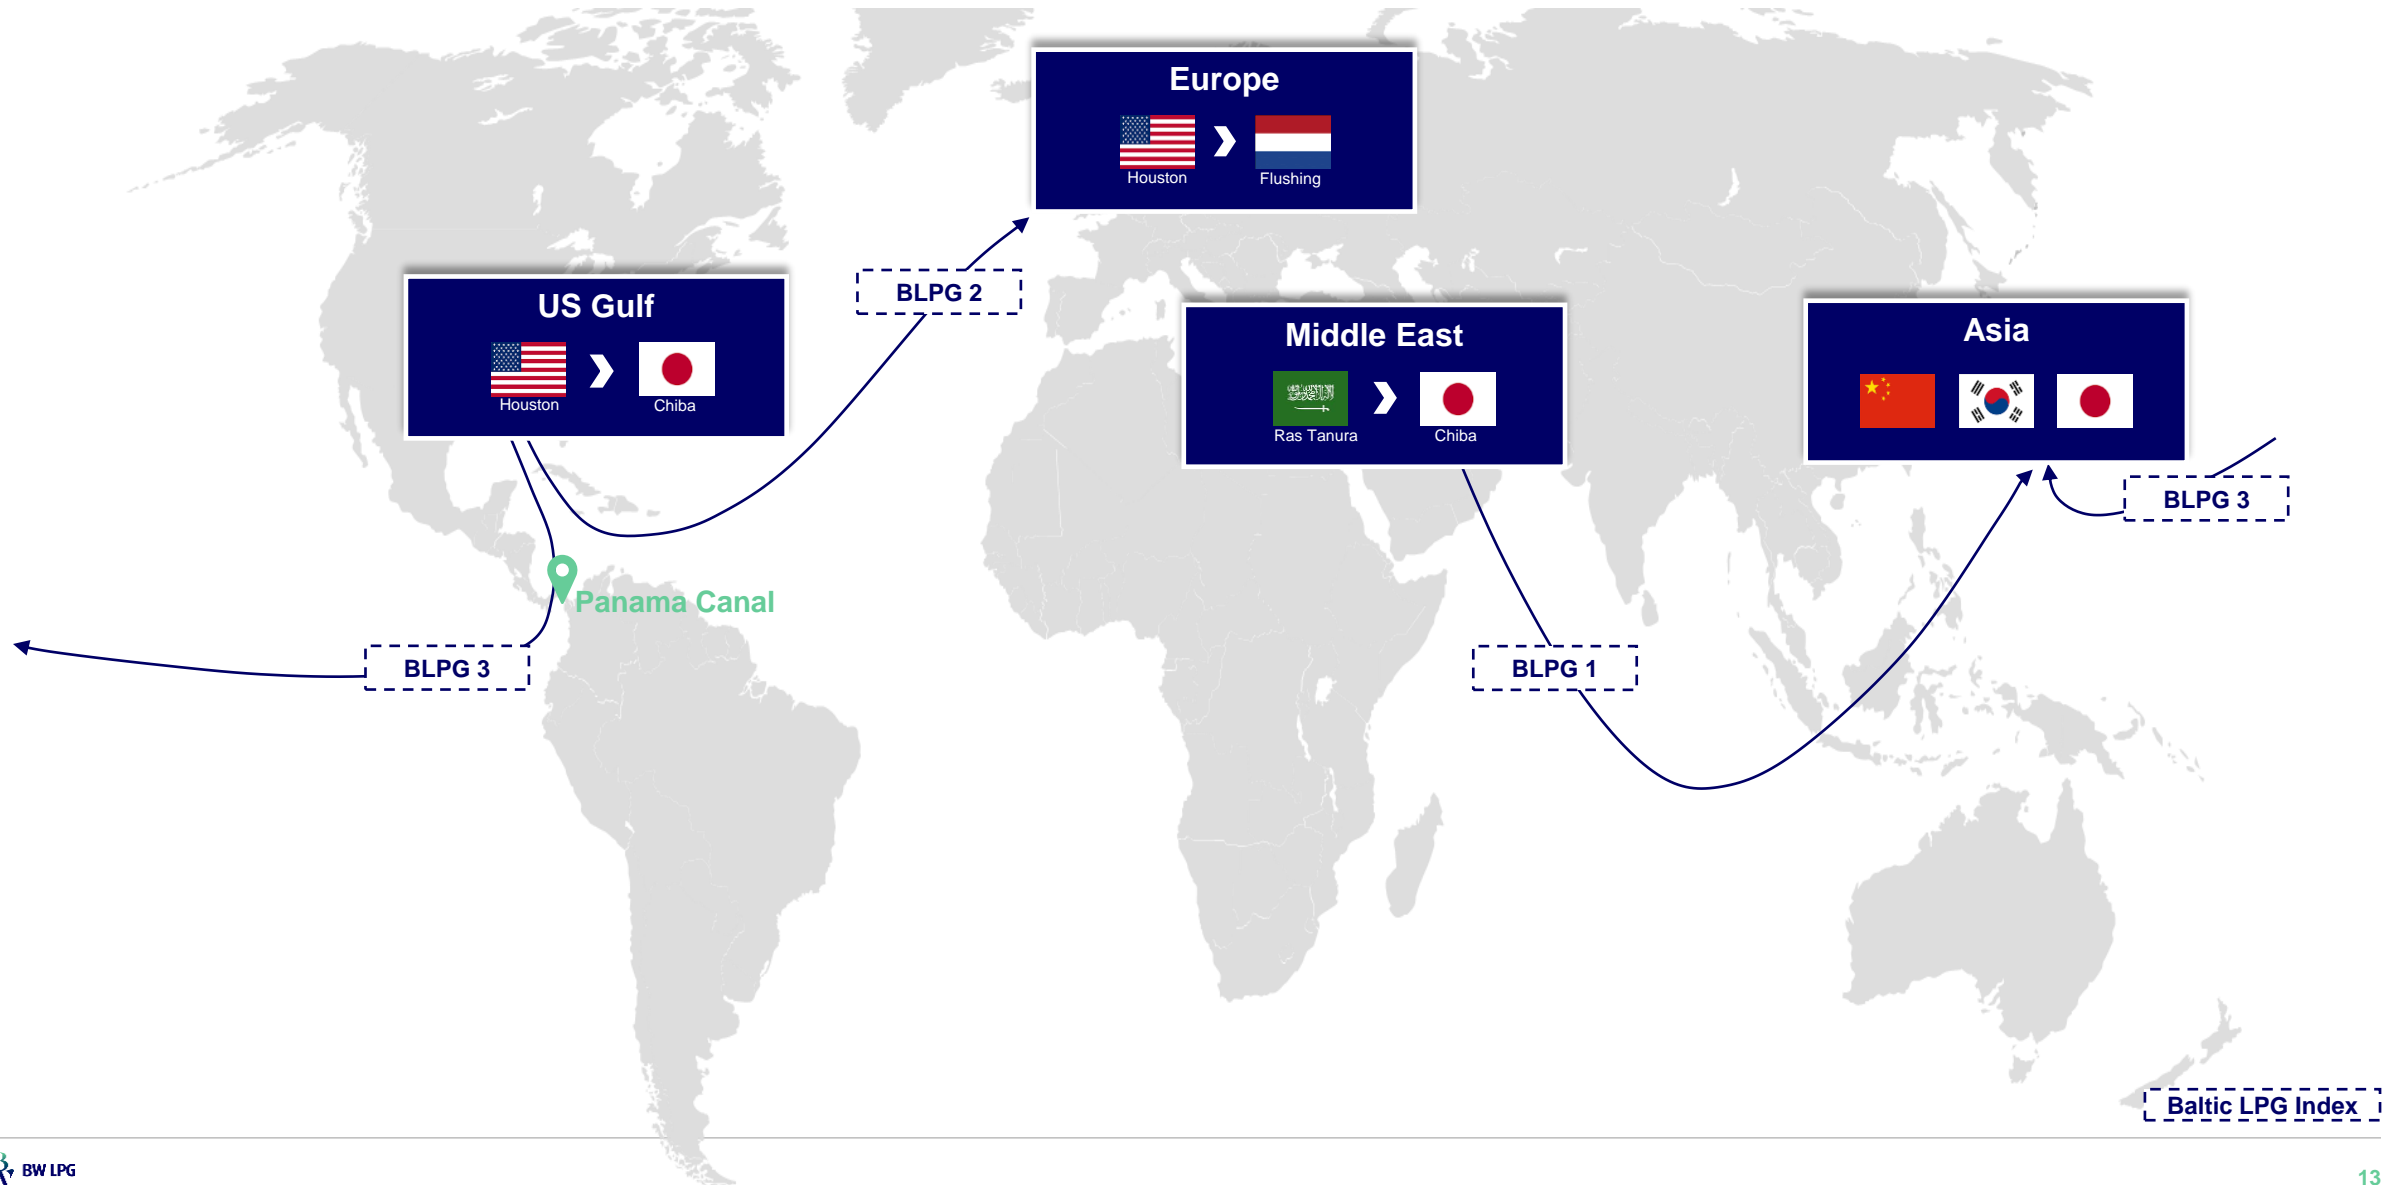 Europe
Houston
Flushing
US Gulf
Houston
Chiba
BLPG 2
Middle East
Ras Tanura
Chiba
Asia
BLPG 3
Panama Canal
BLPG 3
BLPG 1
Baltic LPG Index
BW LPG
13